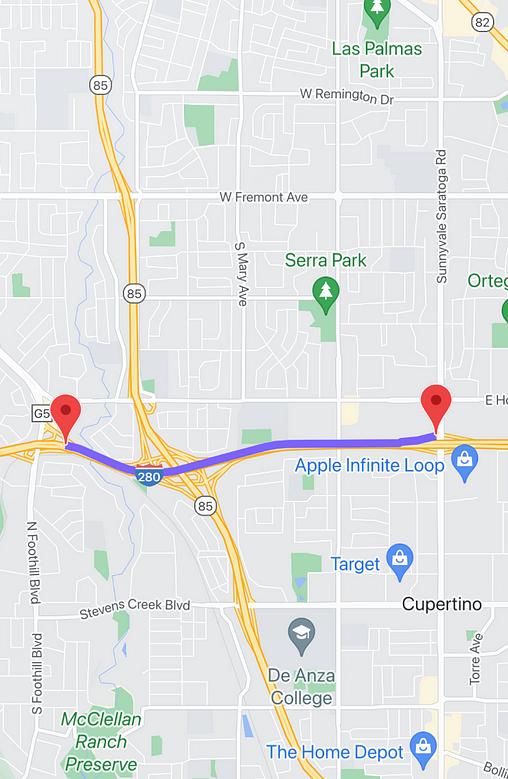 82
Las Palmas
Park
85
W Remington Dr
Sunnyvale Saratoga Rd
W Fremont Ave
S Mary Ave
Serra Park
85
Orteg
G5
E Ho
Apple Infinite Loop
280
85
N Foothill Blvd
Target
Stevens Creek Blvd
Cupertino
S Foothill Blvd
De Anza
College
Torre Ave
McClellan
Ranch
Preserve
The Home Depot
Bolli